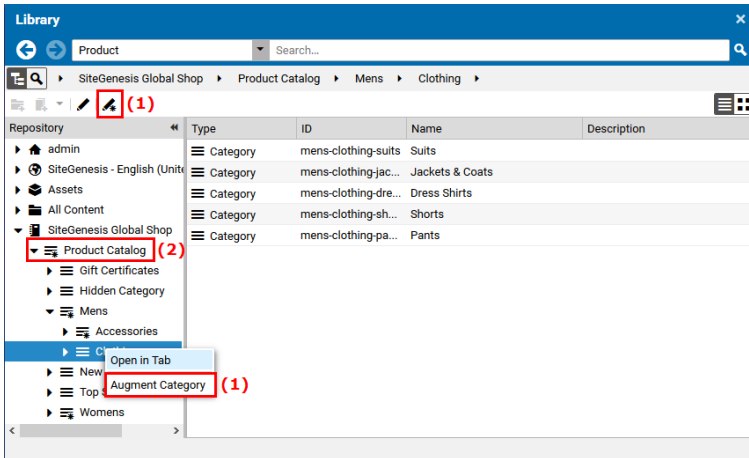 Library
Product
Search...
SiteGenesis Global Shop Product Catalog Mens Clothing
(1)
Repository
Type ID Name Description
admin
SiteGenesis - English (Unite
Assets
All Content
SiteGenesis Global Shop
Product Catalog (2)
Gift Certificates
Hidden Category
Mens
Accessories
New
Top
Womens
Category mens-clothing-suits Suits
Category mens-clothing-jac... Jackets & Coats
Category mens-clothing-dre... Dress Shirts
Category mens-clothing-sh... Shorts
Category mens-clothing-pa... Pants
Open in Tab
Augment Category (1)